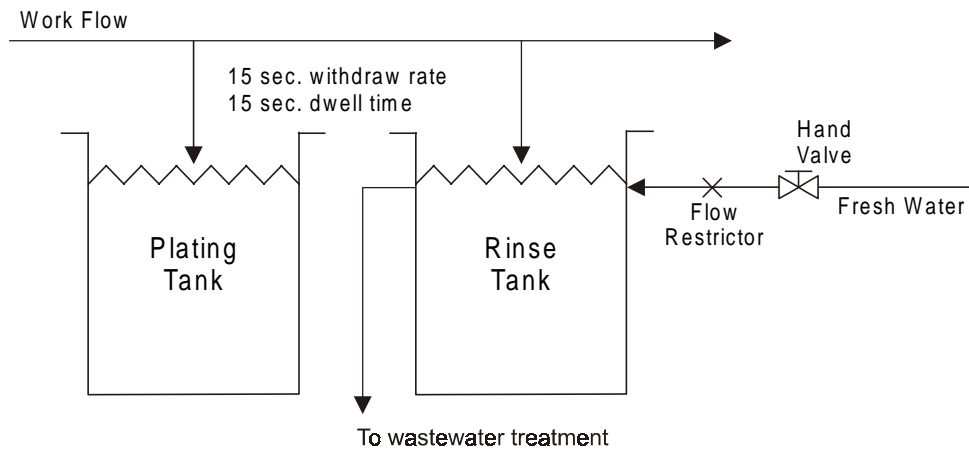 Work Flow
15 sec. withdraw rate
15 sec. dwell time
Hand
Valve
Plating
Tank
Rinse
Tank
Flow
Restrictor
Fresh Water
To wastewater treatment